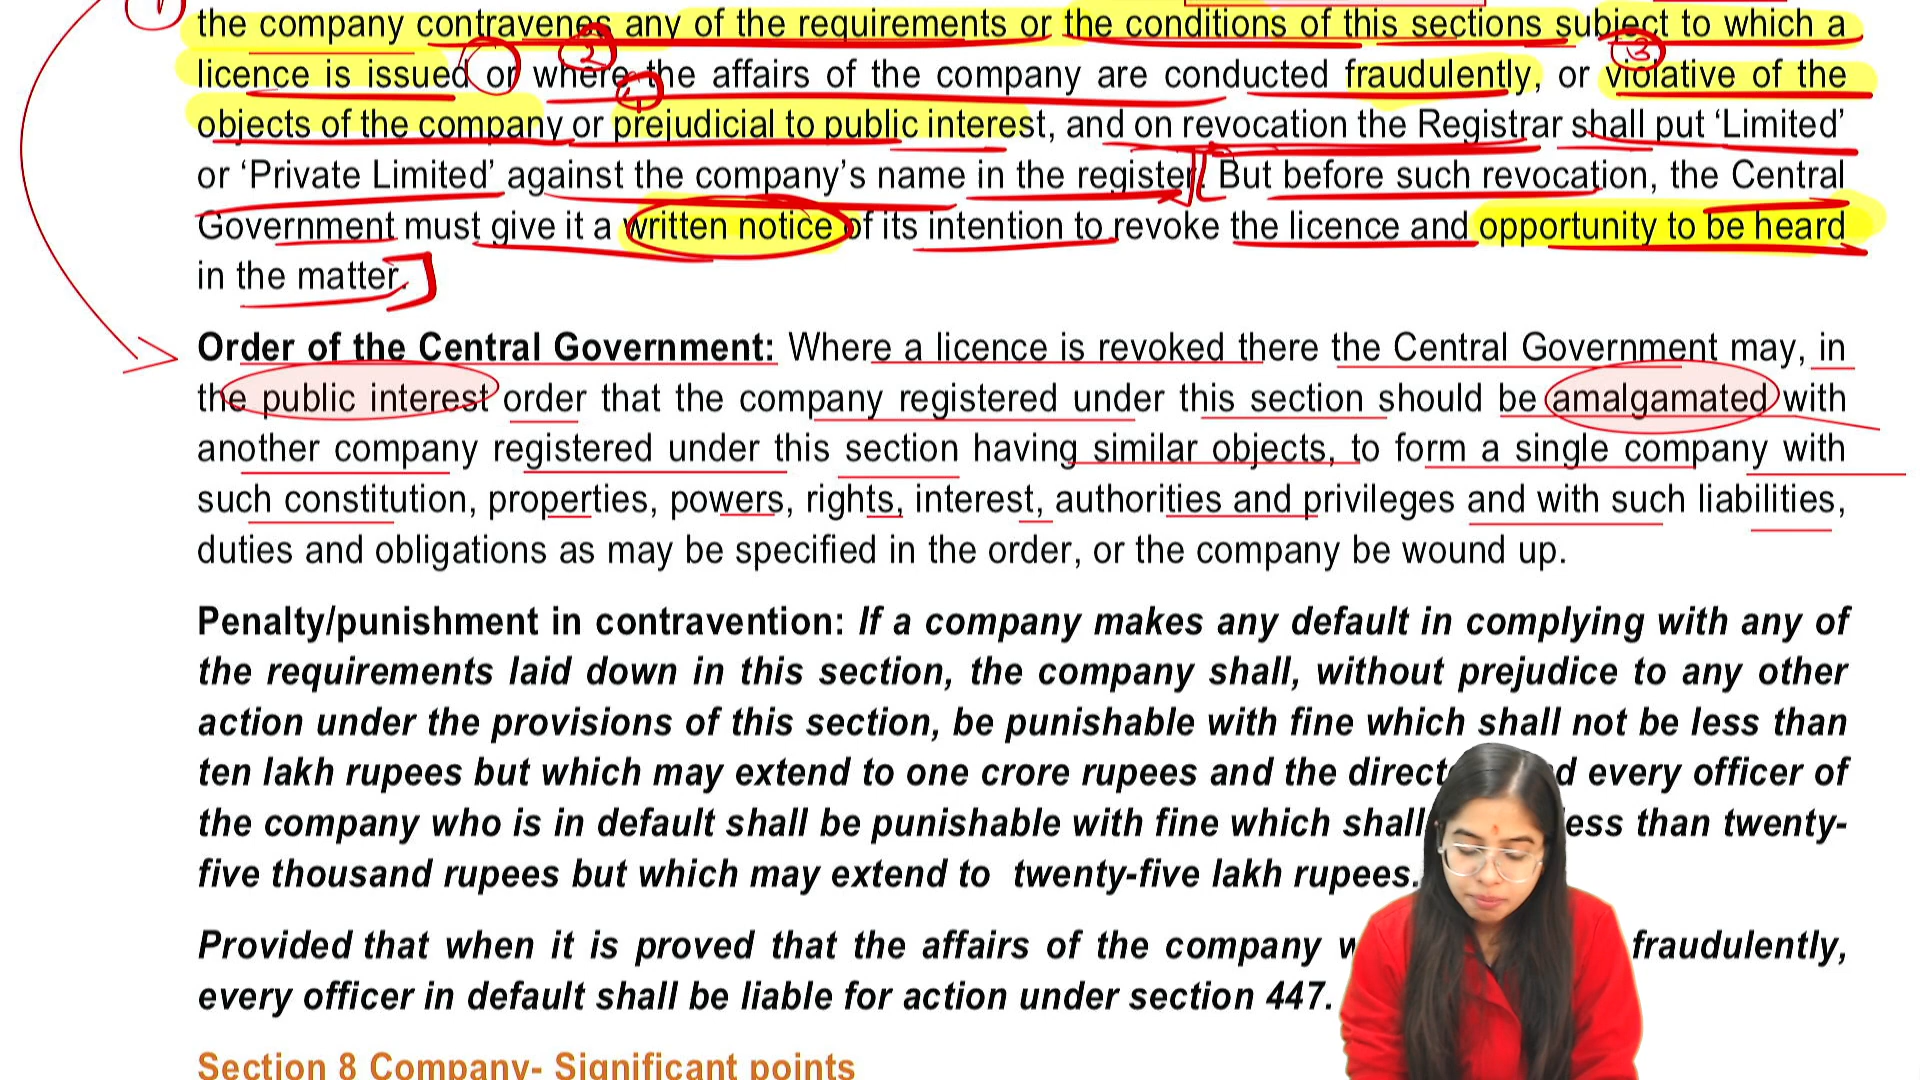 the company contravenes any of the requirements or the conditions of this sections subject to which a
licence is issued or where the affairs of the company are conducted fraudulently, or violative of the
objects of the company or prejudicial to public interest, and on revocation the Registrar shall put ‘Limited’
or ‘Private Limited’ against the company’s name in the register. But before such revocation, the Central
Government must give it a written notice of its intention to revoke the licence and opportunity to be heard
in the matter.
Order of the Central Government: Where a licence is revoked there the Central Government may, in
the public interest order that the company registered under this section should be amalgamated with
another company registered under this section having similar objects, to form a single company with
such constitution, properties, powers, rights, interest, authorities and privileges and with such liabilities,
duties and obligations as may be specified in the order, or the company be wound up.
Penalty/punishment in contravention: If a company makes any default in complying with any of
the requirements laid down in this section, the company shall, without prejudice to any other
action under the provisions of this section, be punishable with fine which shall not be less than
ten lakh rupees but which may extend to one crore rupees and the every officer of
the company who is in default shall be punishable with fine which shall less than twenty-
five thousand rupees but which may extend to twenty-five lakh rupees.
Provided that when it is proved that the affairs of the company fraudulently,
every officer in default shall be liable for action under section 447.
Section 8 Company- Significant points